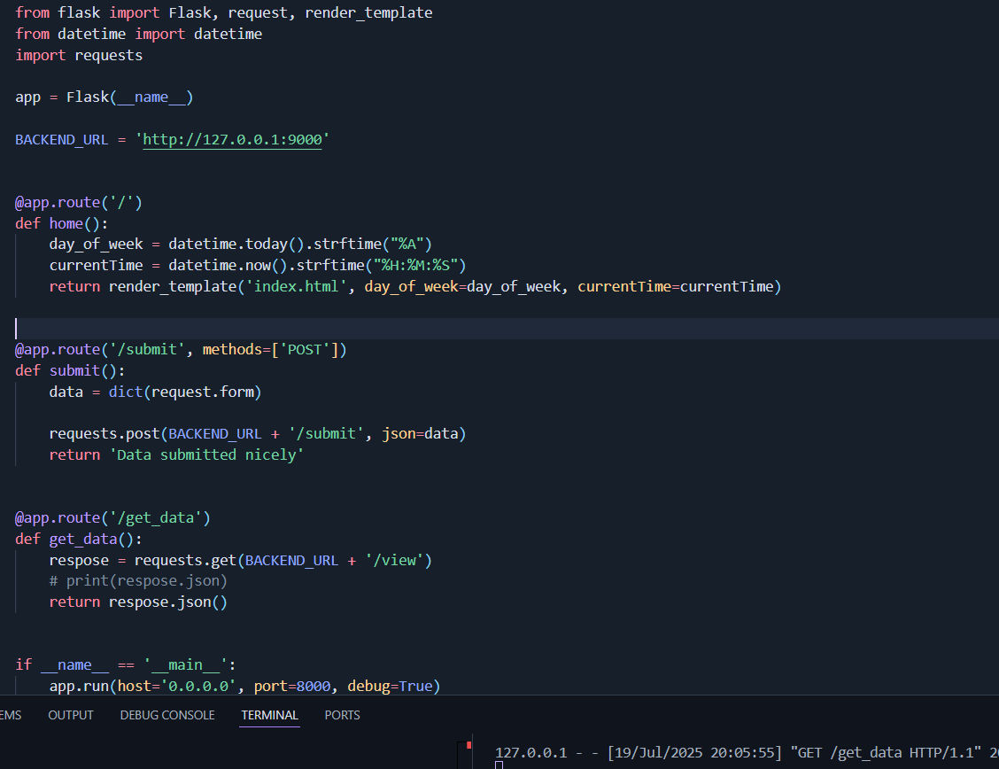 from flask import Flask, request, render_template
from datetime import datetime
import requests
app = Flask(__name__)
BACKEND_URL = 'http://127.0.0.1:9000'
@app.route('/')
def home():
    day_of_week = datetime.today().strftime("%A")
    currentTime = datetime.now().strftime("%H:%M:%S")
    return render_template('index.html', day_of_week=day_of_week, currentTime=currentTime)
@app.route('/submit', methods=['POST'])
def submit():
    data = dict(request.form)
    requests.post(BACKEND_URL + '/submit', json=data)
    return 'Data submitted nicely'
@app.route('/get_data')
def get_data():
    respose = requests.get(BACKEND_URL + '/view')
    # print(respose.json)
    return respose.json()
if __name__ == '__main__':
    app.run(host='0.0.0.0', port=8000, debug=True)
EMS OUTPUT DEBUG CONSOLE TERMINAL PORTS
127.0.0.1 - - [19/Jul/2025 20:05:55] "GET /get_data HTTP/1.1"